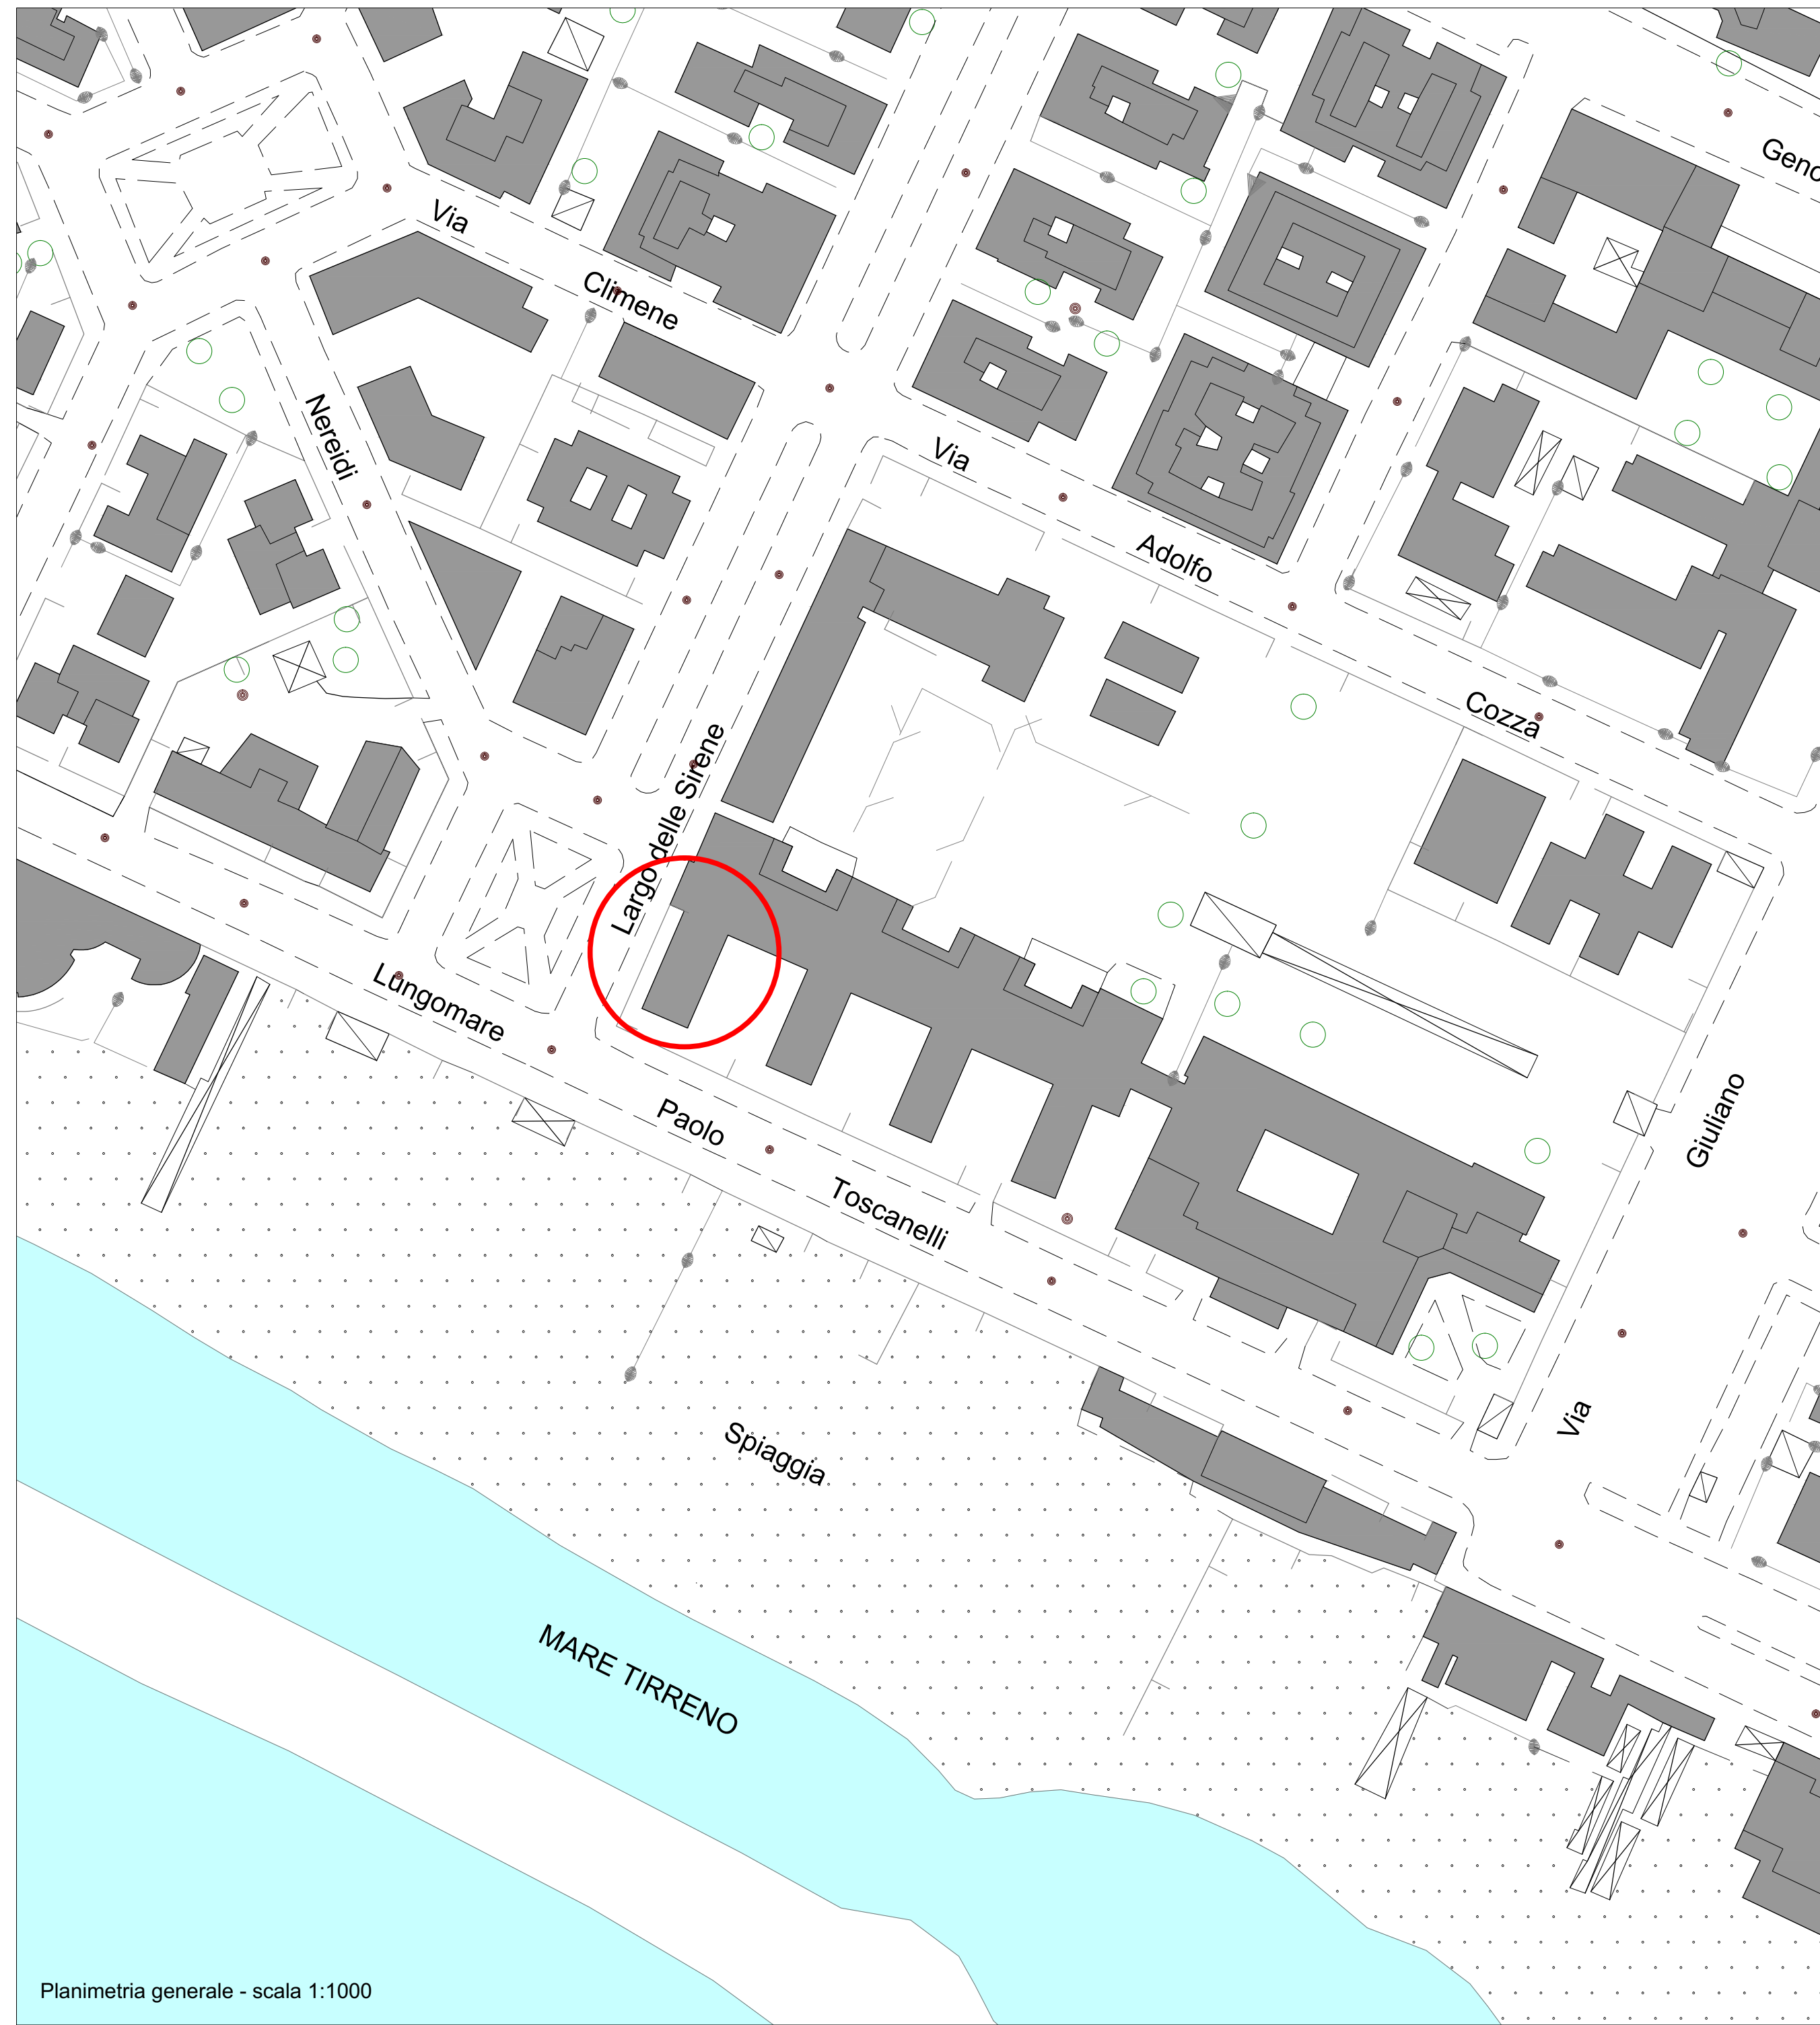 Geno
Via
Climene
Nereidi
Via
Adolfo
Cozza
Largo delle Sirene
Lungomare
Paolo
Toscanelli
Giuliano
Via
Spiaggia
MARE TIRRENO
Planimetria generale - scala 1:1000